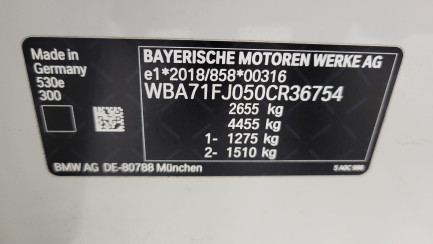 Made in
Germany
530e
300
BAYERISCHE MOTOREN WERKE AG
e1*2018/858*00316
WBA71FJ050CR36754
2655 kg
4455 kg
1- 1275 kg
2- 1510 kg
BMW AG DE-80788 München